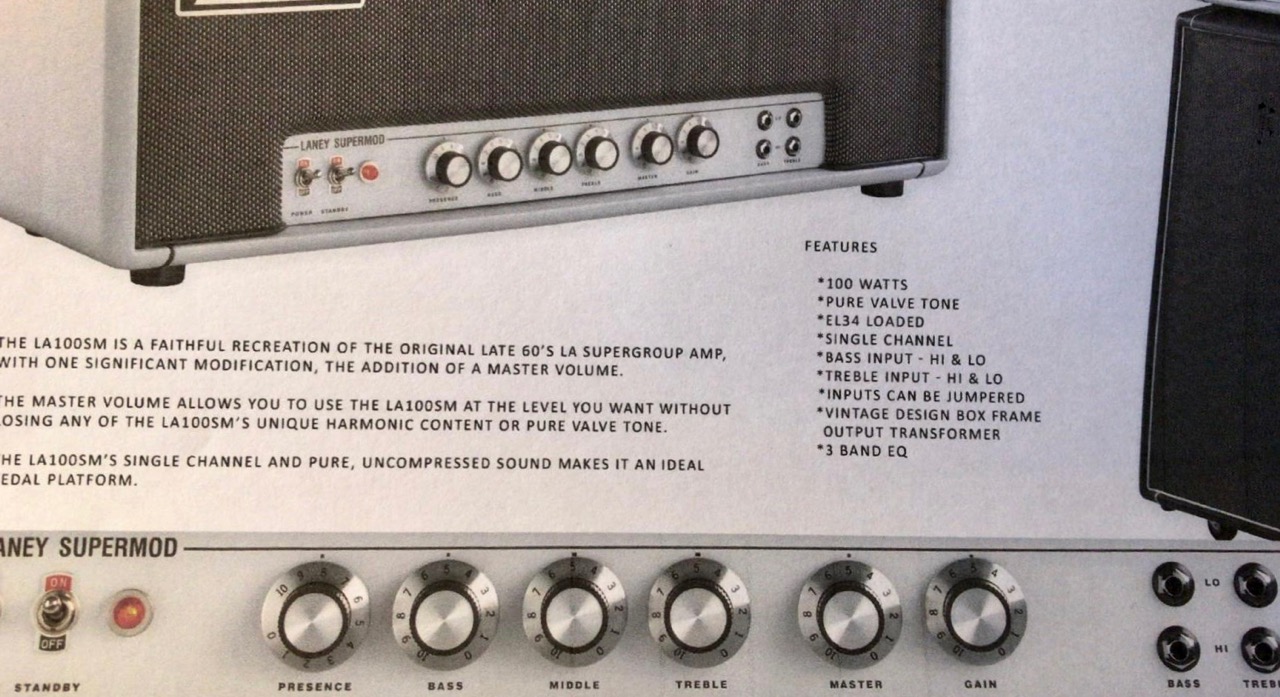 LANEY SUPERMOD
POWER STANDBY
PRESENCE BASS MIDDLE TREBLE MASTER GAIN
BASS TREBLE
FEATURES
*100 WATTS
*PURE VALVE TONE
*EL34 LOADED
*SINGLE CHANNEL
*BASS INPUT - HI & LO
*TREBLE INPUT - HI & LO
*INPUTS CAN BE JUMPERED
*VINTAGE DESIGN BOX FRAME
OUTPUT TRANSFORMER
*3 BAND EQ
THE LA100SM IS A FAITHFUL RECREATION OF THE ORIGINAL LATE 60'S LA SUPERGROUP AMP,
WITH ONE SIGNIFICANT MODIFICATION, THE ADDITION OF A MASTER VOLUME.
THE MASTER VOLUME ALLOWS YOU TO USE THE LA100SM AT THE LEVEL YOU WANT WITHOUT
OSING ANY OF THE LA100SM'S UNIQUE HARMONIC CONTENT OR PURE VALVE TONE.
HE LA100SM'S SINGLE CHANNEL AND PURE, UNCOMPRESSED SOUND MAKES IT AN IDEAL
EDAL PLATFORM.
ANEY SUPERMOD
ON
OFF
LO
HI
STANDBY PRESENCE BASS MIDDLE TREBLE MASTER GAIN BASS TREB